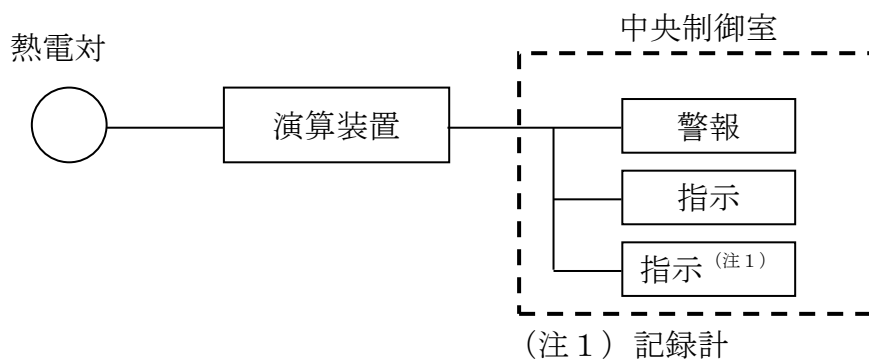 中央制御室
熱電対
演算装置
警報
指示
指示（注１）
（注１）記録計